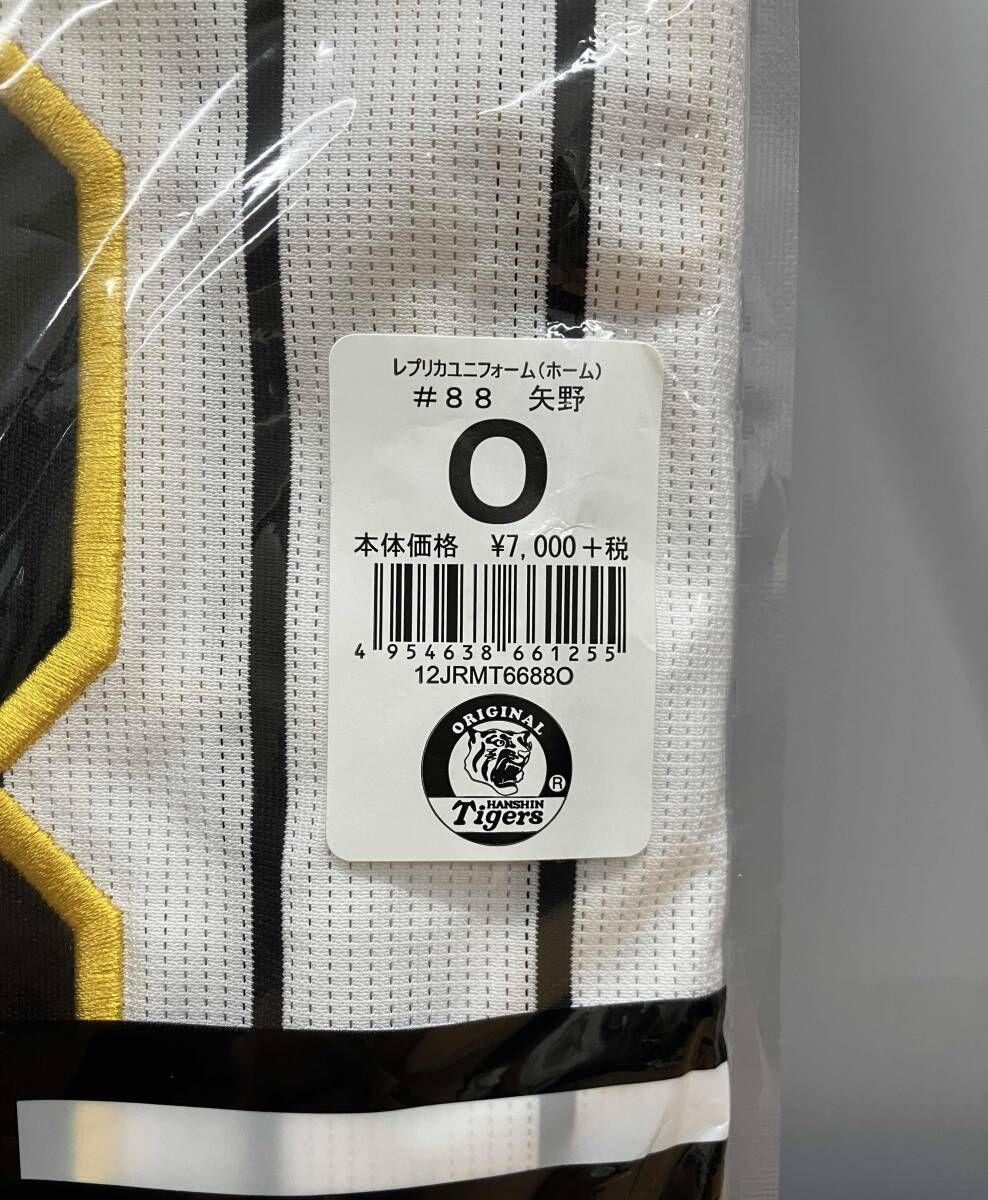 レプリカユニフォーム(ホーム)
#88 矢野
O
本体価格 ¥7,000+税
4 954638 661255
12JRMT6688O
ORIGINAL
R
HANSHIN
Tigers